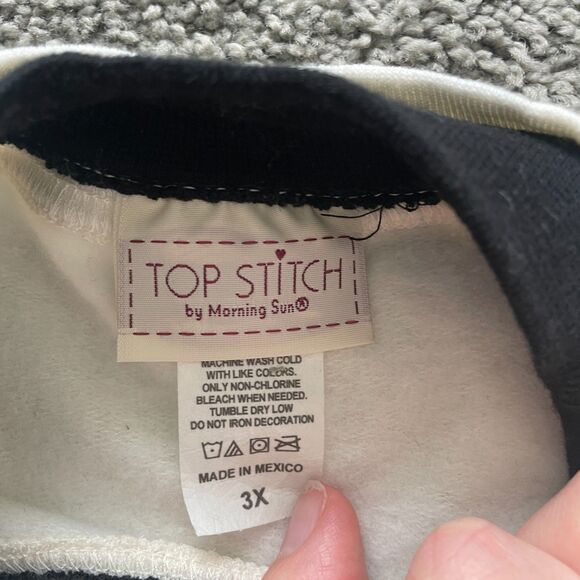 TOP STITCH
by Morning Sun®
MACHINE WASH COLD
WITH LIKE COLORS.
ONLY NON-CHLORINE
BLEACH WHEN NEEDED.
TUMBLE DRY LOW
DO NOT IRON DECORATION
MADE IN MEXICO
3X